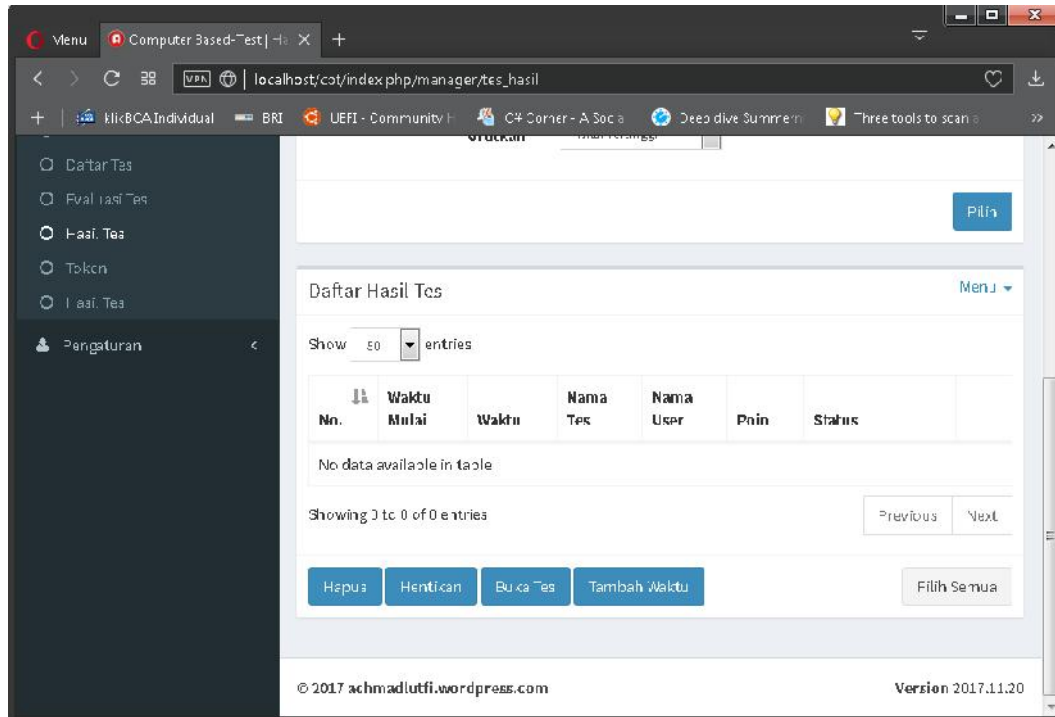 Menu Computer Based-Test | Ha
VPN localhost/cbt/index.php/manager/tes_hasil
klikBCA Individual BRI UEFI - Community H C# Corner - A Socia Deep dive Summern Three tools to scan a
Daftar Tes
Evaluasi Tes
Pilih
Hasil Tes
Token
Daftar Hasil Tes Menu
Hasil Tes
Pengaturan
Show 50 entries
No. Waktu Mulai Waktu Nama Tes Nama User Poin Status
No data available in table
Showing 0 to 0 of 0 entries Previous Next
Hapus Hentikan Buka Tes Tambah Waktu Pilih Semua
© 2017 achmadlutfi.wordpress.com Version 2017.11.20